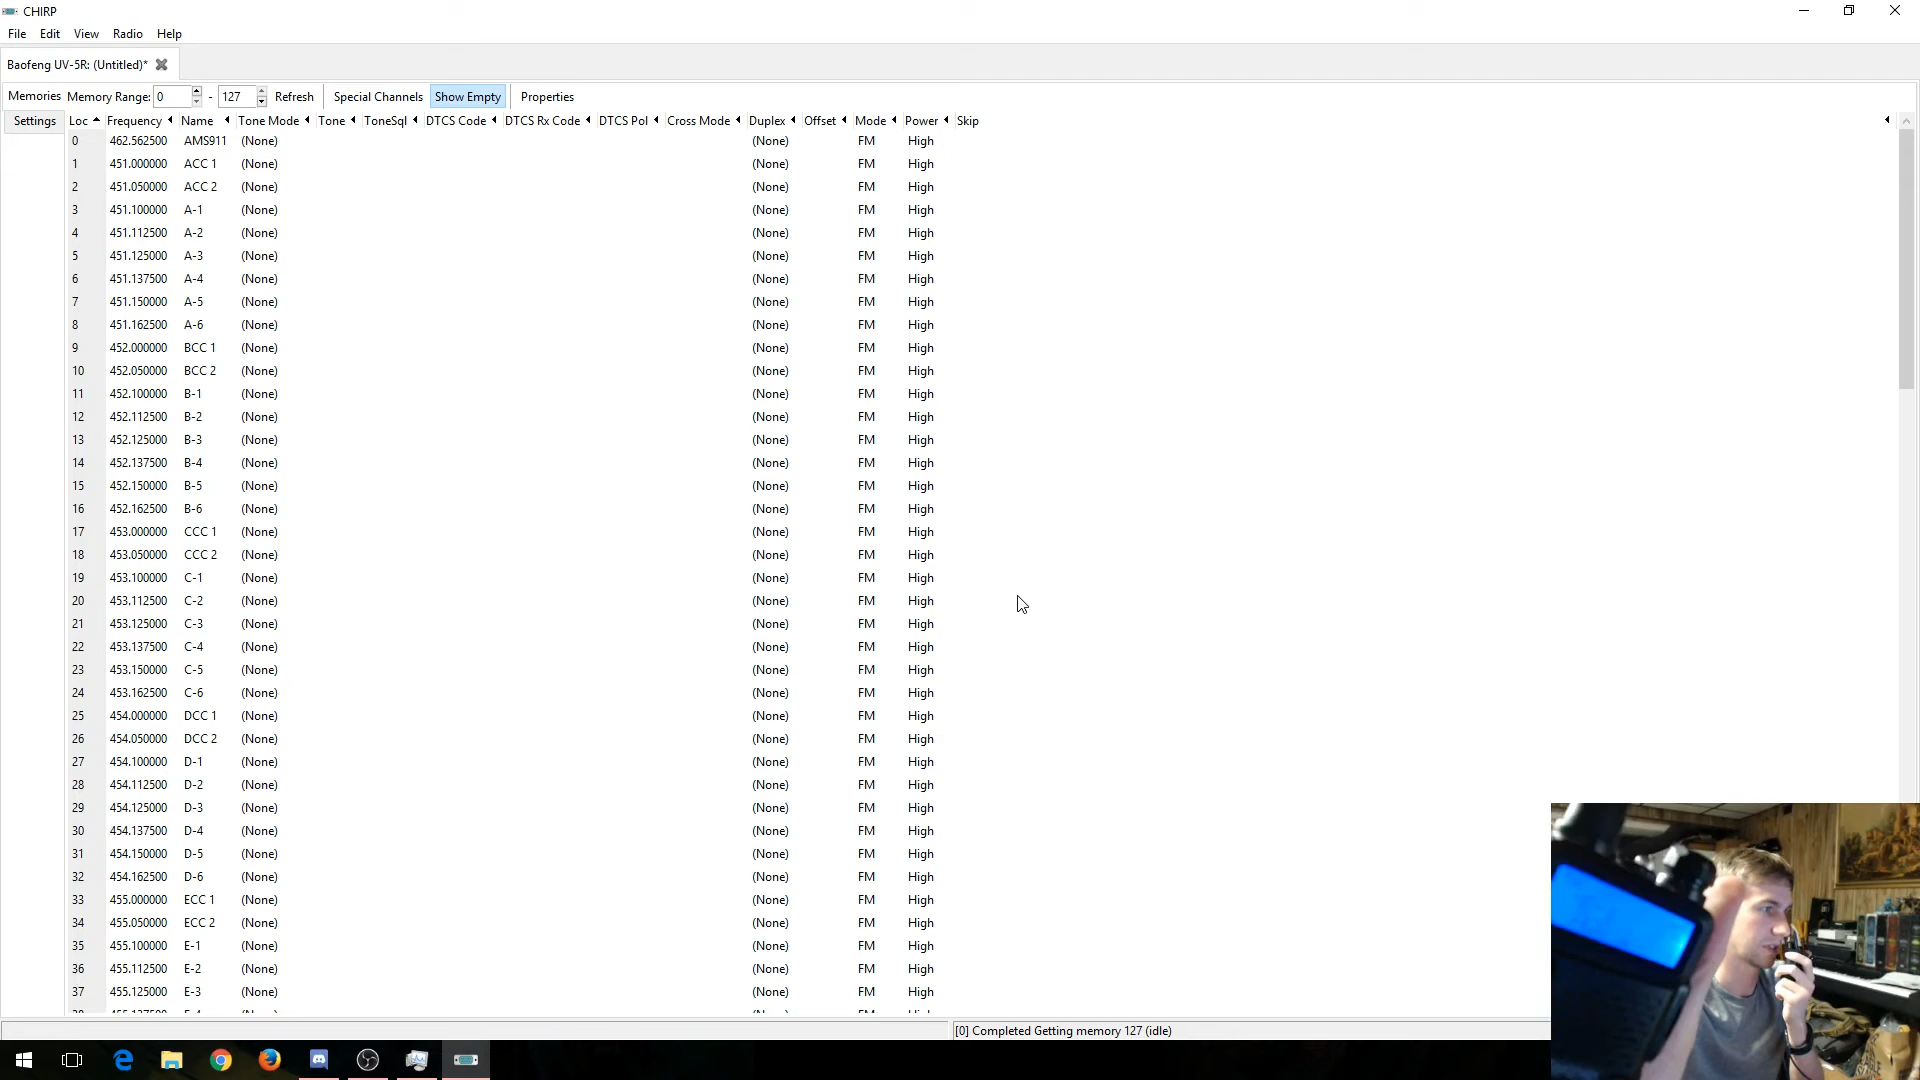 CHIRP
File Edit View Radio Help
Baofeng UV-5R: (Untitled)*
Memories Memory Range: 0 - 127 Refresh Special Channels Show Empty Properties
Settings Loc Frequency Name Tone Mode Tone ToneSql DTCS Code DTCS Rx Code DTCS Pol Cross Mode Duplex Offset Mode Power Skip
0 462.562500 AMS911 (None) (None) FM High
1 451.000000 ACC 1 (None) (None) FM High
2 451.050000 ACC 2 (None) (None) FM High
3 451.100000 A-1 (None) (None) FM High
4 451.112500 A-2 (None) (None) FM High
5 451.125000 A-3 (None) (None) FM High
6 451.137500 A-4 (None) (None) FM High
7 451.150000 A-5 (None) (None) FM High
8 451.162500 A-6 (None) (None) FM High
9 452.000000 BCC 1 (None) (None) FM High
10 452.050000 BCC 2 (None) (None) FM High
11 452.100000 B-1 (None) (None) FM High
12 452.112500 B-2 (None) (None) FM High
13 452.125000 B-3 (None) (None) FM High
14 452.137500 B-4 (None) (None) FM High
15 452.150000 B-5 (None) (None) FM High
16 452.162500 B-6 (None) (None) FM High
17 453.000000 CCC 1 (None) (None) FM High
18 453.050000 CCC 2 (None) (None) FM High
19 453.100000 C-1 (None) (None) FM High
20 453.112500 C-2 (None) (None) FM High
21 453.125000 C-3 (None) (None) FM High
22 453.137500 C-4 (None) (None) FM High
23 453.150000 C-5 (None) (None) FM High
24 453.162500 C-6 (None) (None) FM High
25 454.000000 DCC 1 (None) (None) FM High
26 454.050000 DCC 2 (None) (None) FM High
27 454.100000 D-1 (None) (None) FM High
28 454.112500 D-2 (None) (None) FM High
29 454.125000 D-3 (None) (None) FM High
30 454.137500 D-4 (None) (None) FM High
31 454.150000 D-5 (None) (None) FM High
32 454.162500 D-6 (None) (None) FM High
33 455.000000 ECC 1 (None) (None) FM High
34 455.050000 ECC 2 (None) (None) FM High
35 455.100000 E-1 (None) (None) FM High
36 455.112500 E-2 (None) (None) FM High
37 455.125000 E-3 (None) (None) FM High
[0] Completed Getting memory 127 (idle)